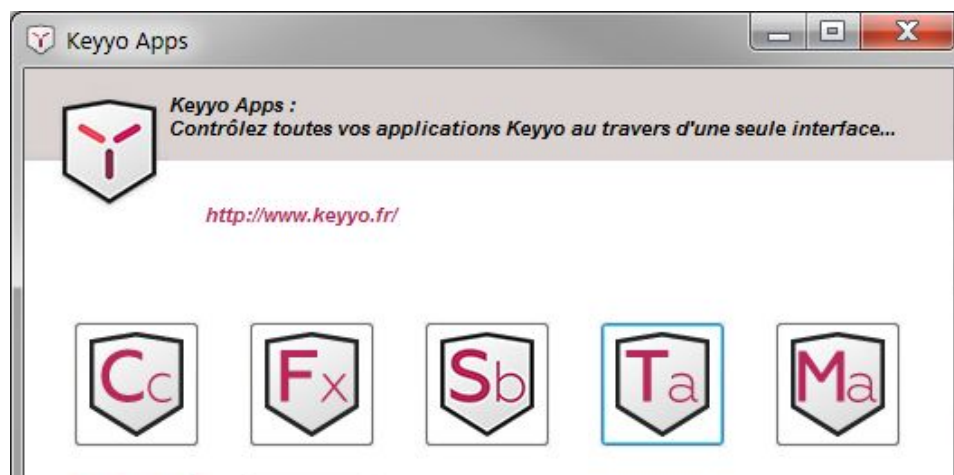 Keyyo Apps
Keyyo Apps :
Contrôlez toutes vos applications Keyyo au travers d'une seule interface...
http://www.keyyo.fr/
Cc Fx Sb Ta Ma